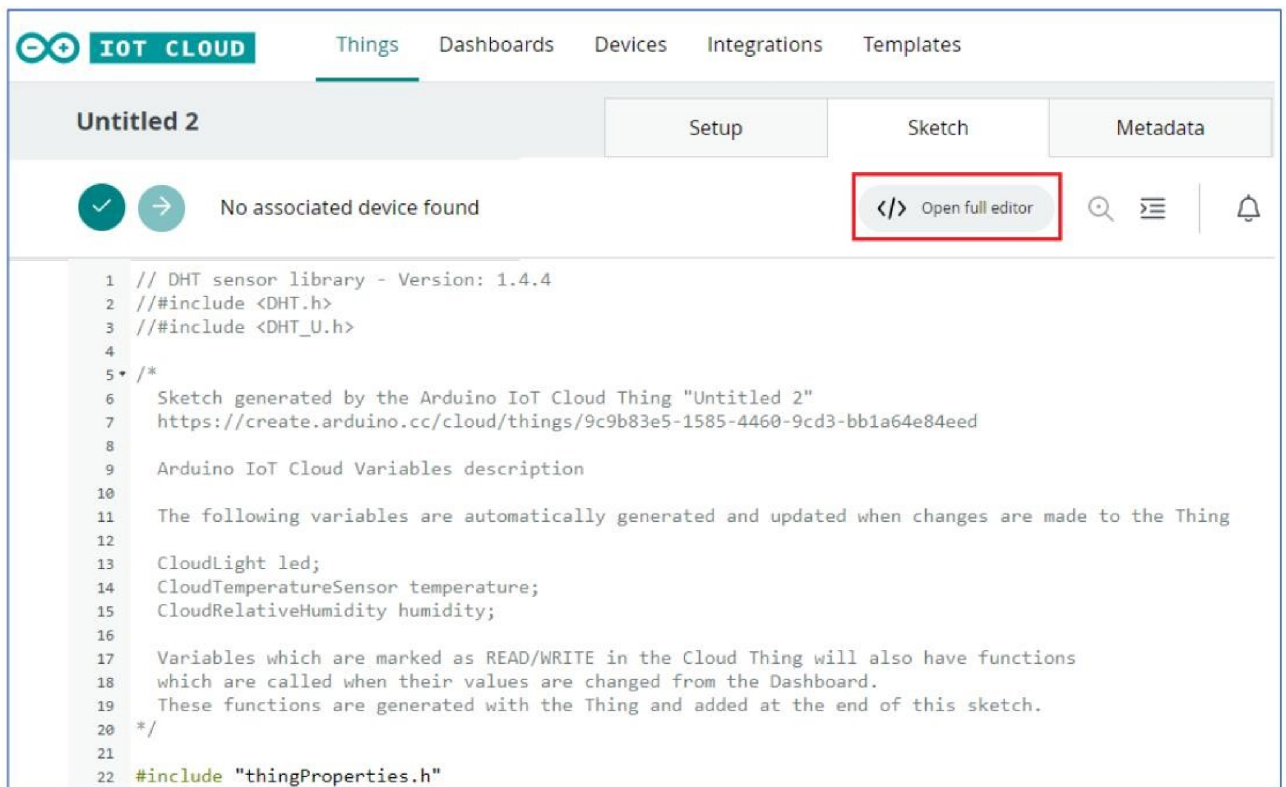 IOT CLOUD Things Dashboards Devices Integrations Templates
Untitled 2 Setup Sketch Metadata
No associated device found </> Open full editor
1 // DHT sensor library - Version: 1.4.4
2 //#include <DHT.h>
3 //#include <DHT_U.h>
4
5 /*
6 Sketch generated by the Arduino IoT Cloud Thing "Untitled 2"
7 https://create.arduino.cc/cloud/things/9c9b83e5-1585-4460-9cd3-bb1a64e84eed
8
9 Arduino IoT Cloud Variables description
10
11 The following variables are automatically generated and updated when changes are made to the Thing
12
13 CloudLight led;
14 CloudTemperatureSensor temperature;
15 CloudRelativeHumidity humidity;
16
17 Variables which are marked as READ/WRITE in the Cloud Thing will also have functions
18 which are called when their values are changed from the Dashboard.
19 These functions are generated with the Thing and added at the end of this sketch.
20 */
21
22 #include "thingProperties.h"